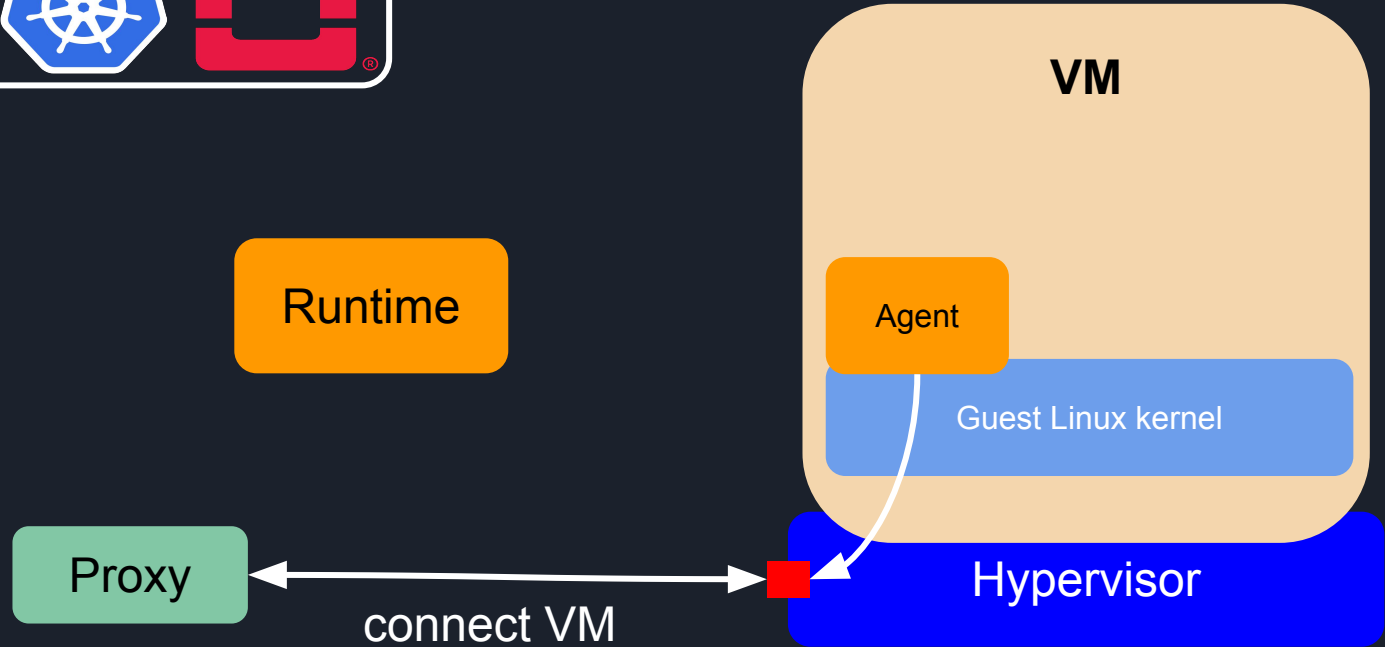 ®
VM
Runtime
Agent
Guest Linux kernel
Proxy
Hypervisor
connect VM